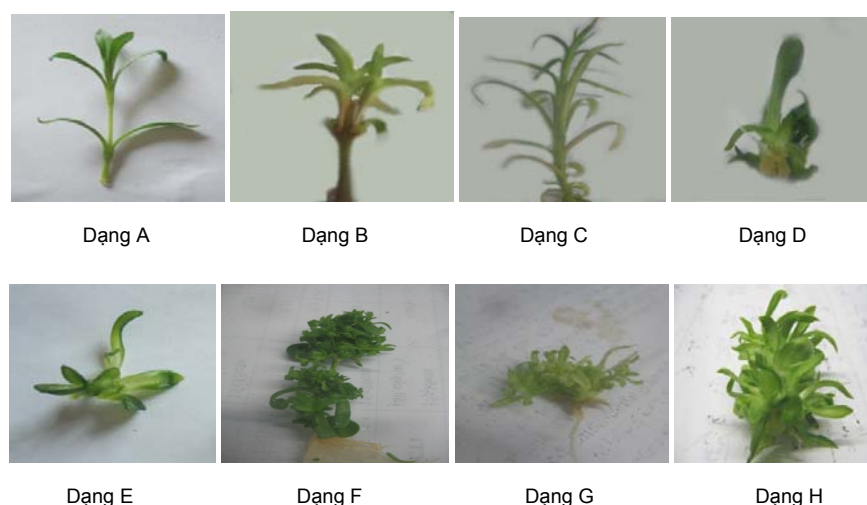 Dạng A
Dạng B
Dạng C
Dạng D
Dạng E
Dạng F
Dạng G
Dạng H